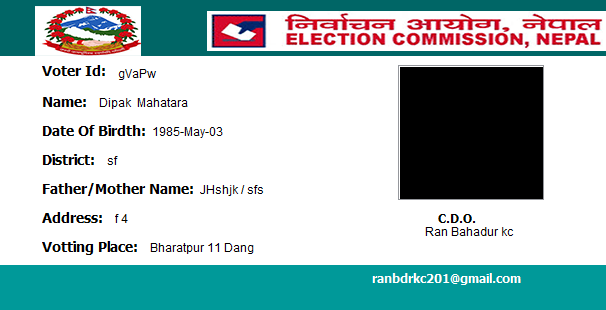 निर्वाचन आयोग, नेपाल
ELECTION COMMISSION, NEPAL
Voter Id: gVaPw
Name: Dipak Mahatara
Date Of Birdth: 1985-May-03
District: sf
Father/Mother Name: JHshjk / sfs
Address: f 4
Votting Place: Bharatpur 11 Dang
C.D.O.
Ran Bahadur kc
ranbdrkc201@gmail.com